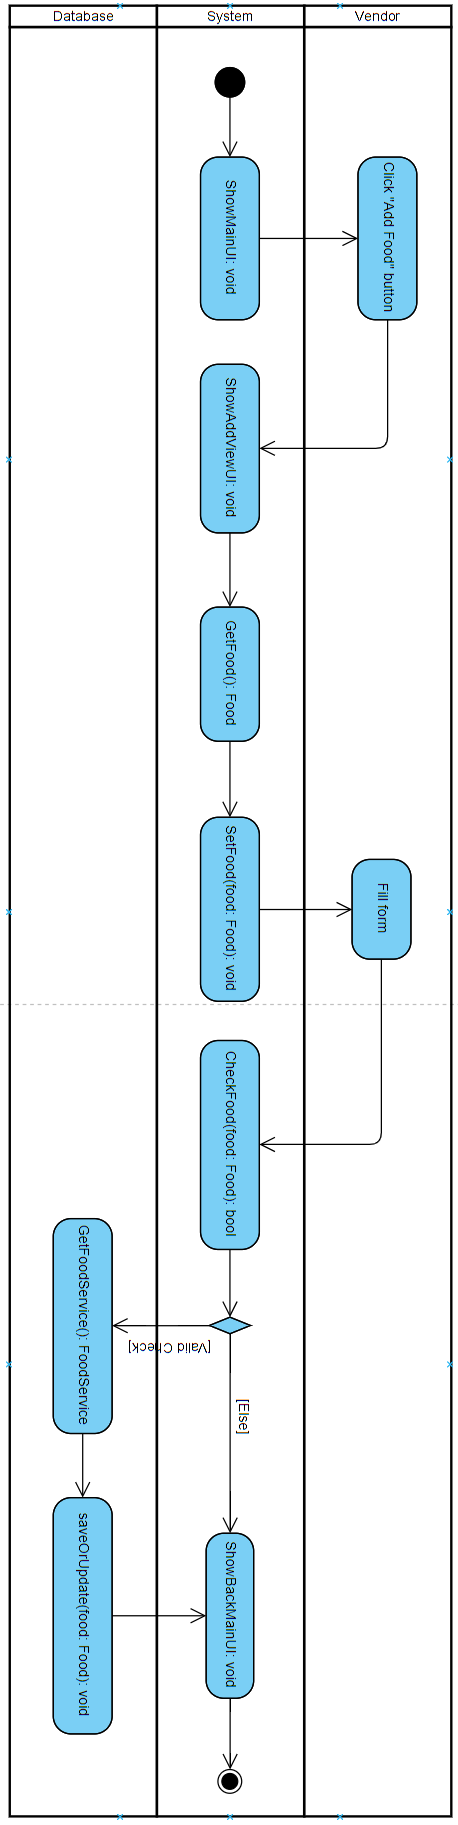 Database
System
Vendor
ShowMainUI: void
Click "Add Food" button
ShowAddViewUI: void
GetFood(): Food
SetFood(food: Food): void
Fill form
CheckFood(food: Food): bool
GetFoodService(): FoodService
[Valid Check]
[Else]
saveOrUpdate(food: Food): void
ShowBackMainUI: void